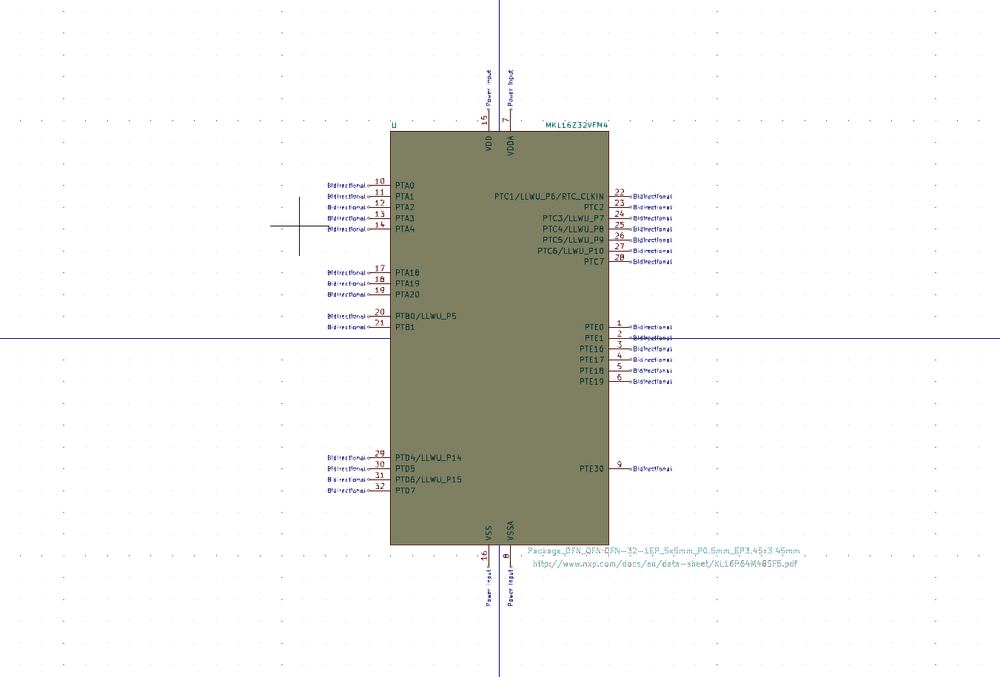 Power Input
Power Input
15
7
U
MKL16Z32VFM4
VDD
VDDA
Bidirectional 10 PTA0
Bidirectional 11 PTA1
Bidirectional 12 PTA2
Bidirectional 13 PTA3
Bidirectional 14 PTA4
PTC1/LLWU_P6/RTC_CLKIN 22 Bidirectional
PTC2 23 Bidirectional
PTC3/LLWU_P7 24 Bidirectional
PTC4/LLWU_P8 25 Bidirectional
PTC5/LLWU_P9 26 Bidirectional
PTC6/LLWU_P10 27 Bidirectional
PTC7 28 Bidirectional
Bidirectional 17 PTA18
Bidirectional 18 PTA19
Bidirectional 19 PTA20
Bidirectional 20 PTB0/LLWU_P5
Bidirectional 21 PTB1
PTE0 1 Bidirectional
PTE1 2 Bidirectional
PTE16 3 Bidirectional
PTE17 4 Bidirectional
PTE18 5 Bidirectional
PTE19 6 Bidirectional
Bidirectional 29 PTD4/LLWU_P14
Bidirectional 30 PTD5
Bidirectional 31 PTD6/LLWU_P15
Bidirectional 32 PTD7
PTE30 9 Bidirectional
VSS
VSSA
16
8
Power Input
Power Input
Package_DFN_QFN:QFN-32-1EP_5x5mm_P0.5mm_EP3.45x3.45mm
http://www.nxp.com/docs/en/data-sheet/KL16P64M48SF5.pdf